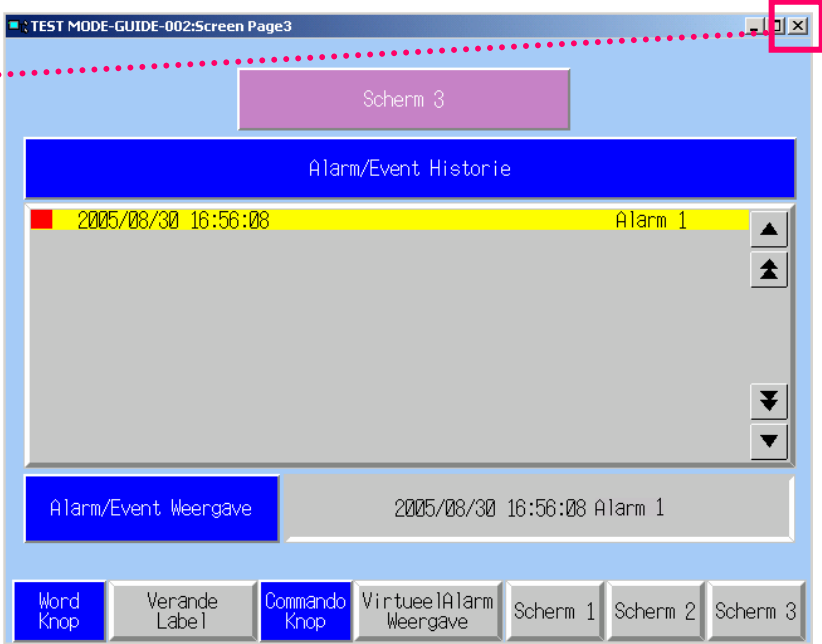 TEST MODE-GUIDE-002:Screen Page3
Scherm 3
Alarm/Event Historie
2005/08/30 16:56:08 Alarm 1
Alarm/Event Weergave
2005/08/30 16:56:08 Alarm 1
Word
Knop
Verande
Label
Commando
Knop
VirtueelAlarm
Weergave
Scherm 1
Scherm 2
Scherm 3